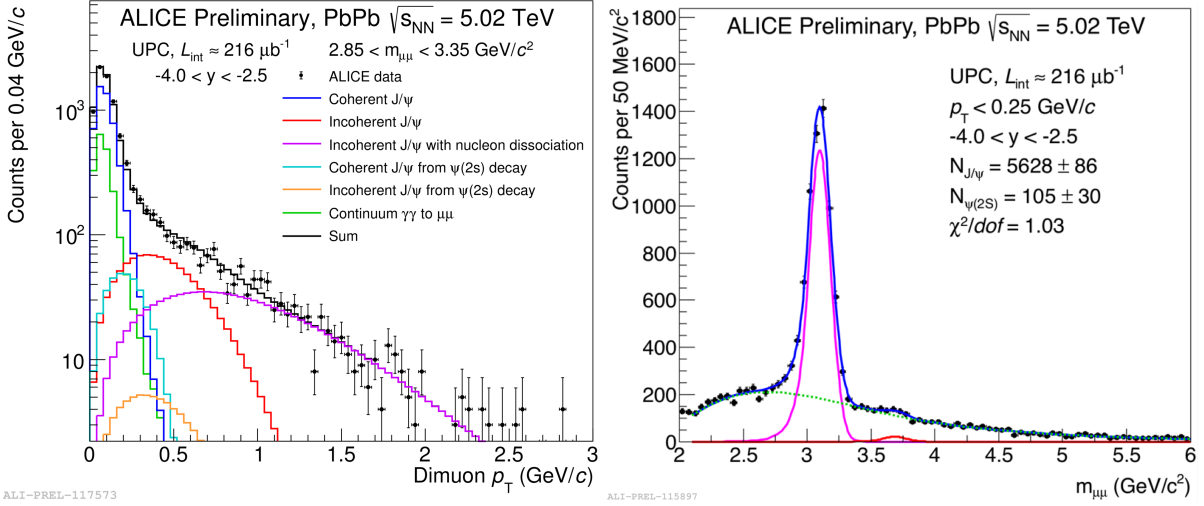 ALICE Preliminary, PbPb √sNN = 5.02 TeV
UPC, Lint ≈ 216 μb-1
2.85 < mμμ < 3.35 GeV/c2
-4.0 < y < -2.5
ALICE data
Coherent J/ψ
Incoherent J/ψ
Incoherent J/ψ with nucleon dissociation
Coherent J/ψ from ψ(2s) decay
Incoherent J/ψ from ψ(2s) decay
Continuum γγ to μμ
Sum
Counts per 0.04 GeV/c
103
102
10
0 0.5 1 1.5 2 2.5 3
Dimuon pT (GeV/c)
ALI-PREL-117573
ALICE Preliminary, PbPb √sNN = 5.02 TeV
UPC, Lint ≈ 216 μb-1
pT < 0.25 GeV/c
-4.0 < y < -2.5
NJ/ψ = 5628 ± 86
Nψ(2S) = 105 ± 30
χ2/dof = 1.03
Counts per 50 MeV/c2
1800
1600
1400
1200
1000
800
600
400
200
0
2 2.5 3 3.5 4 4.5 5 5.5 6
mμμ (GeV/c2)
ALI-PREL-115897